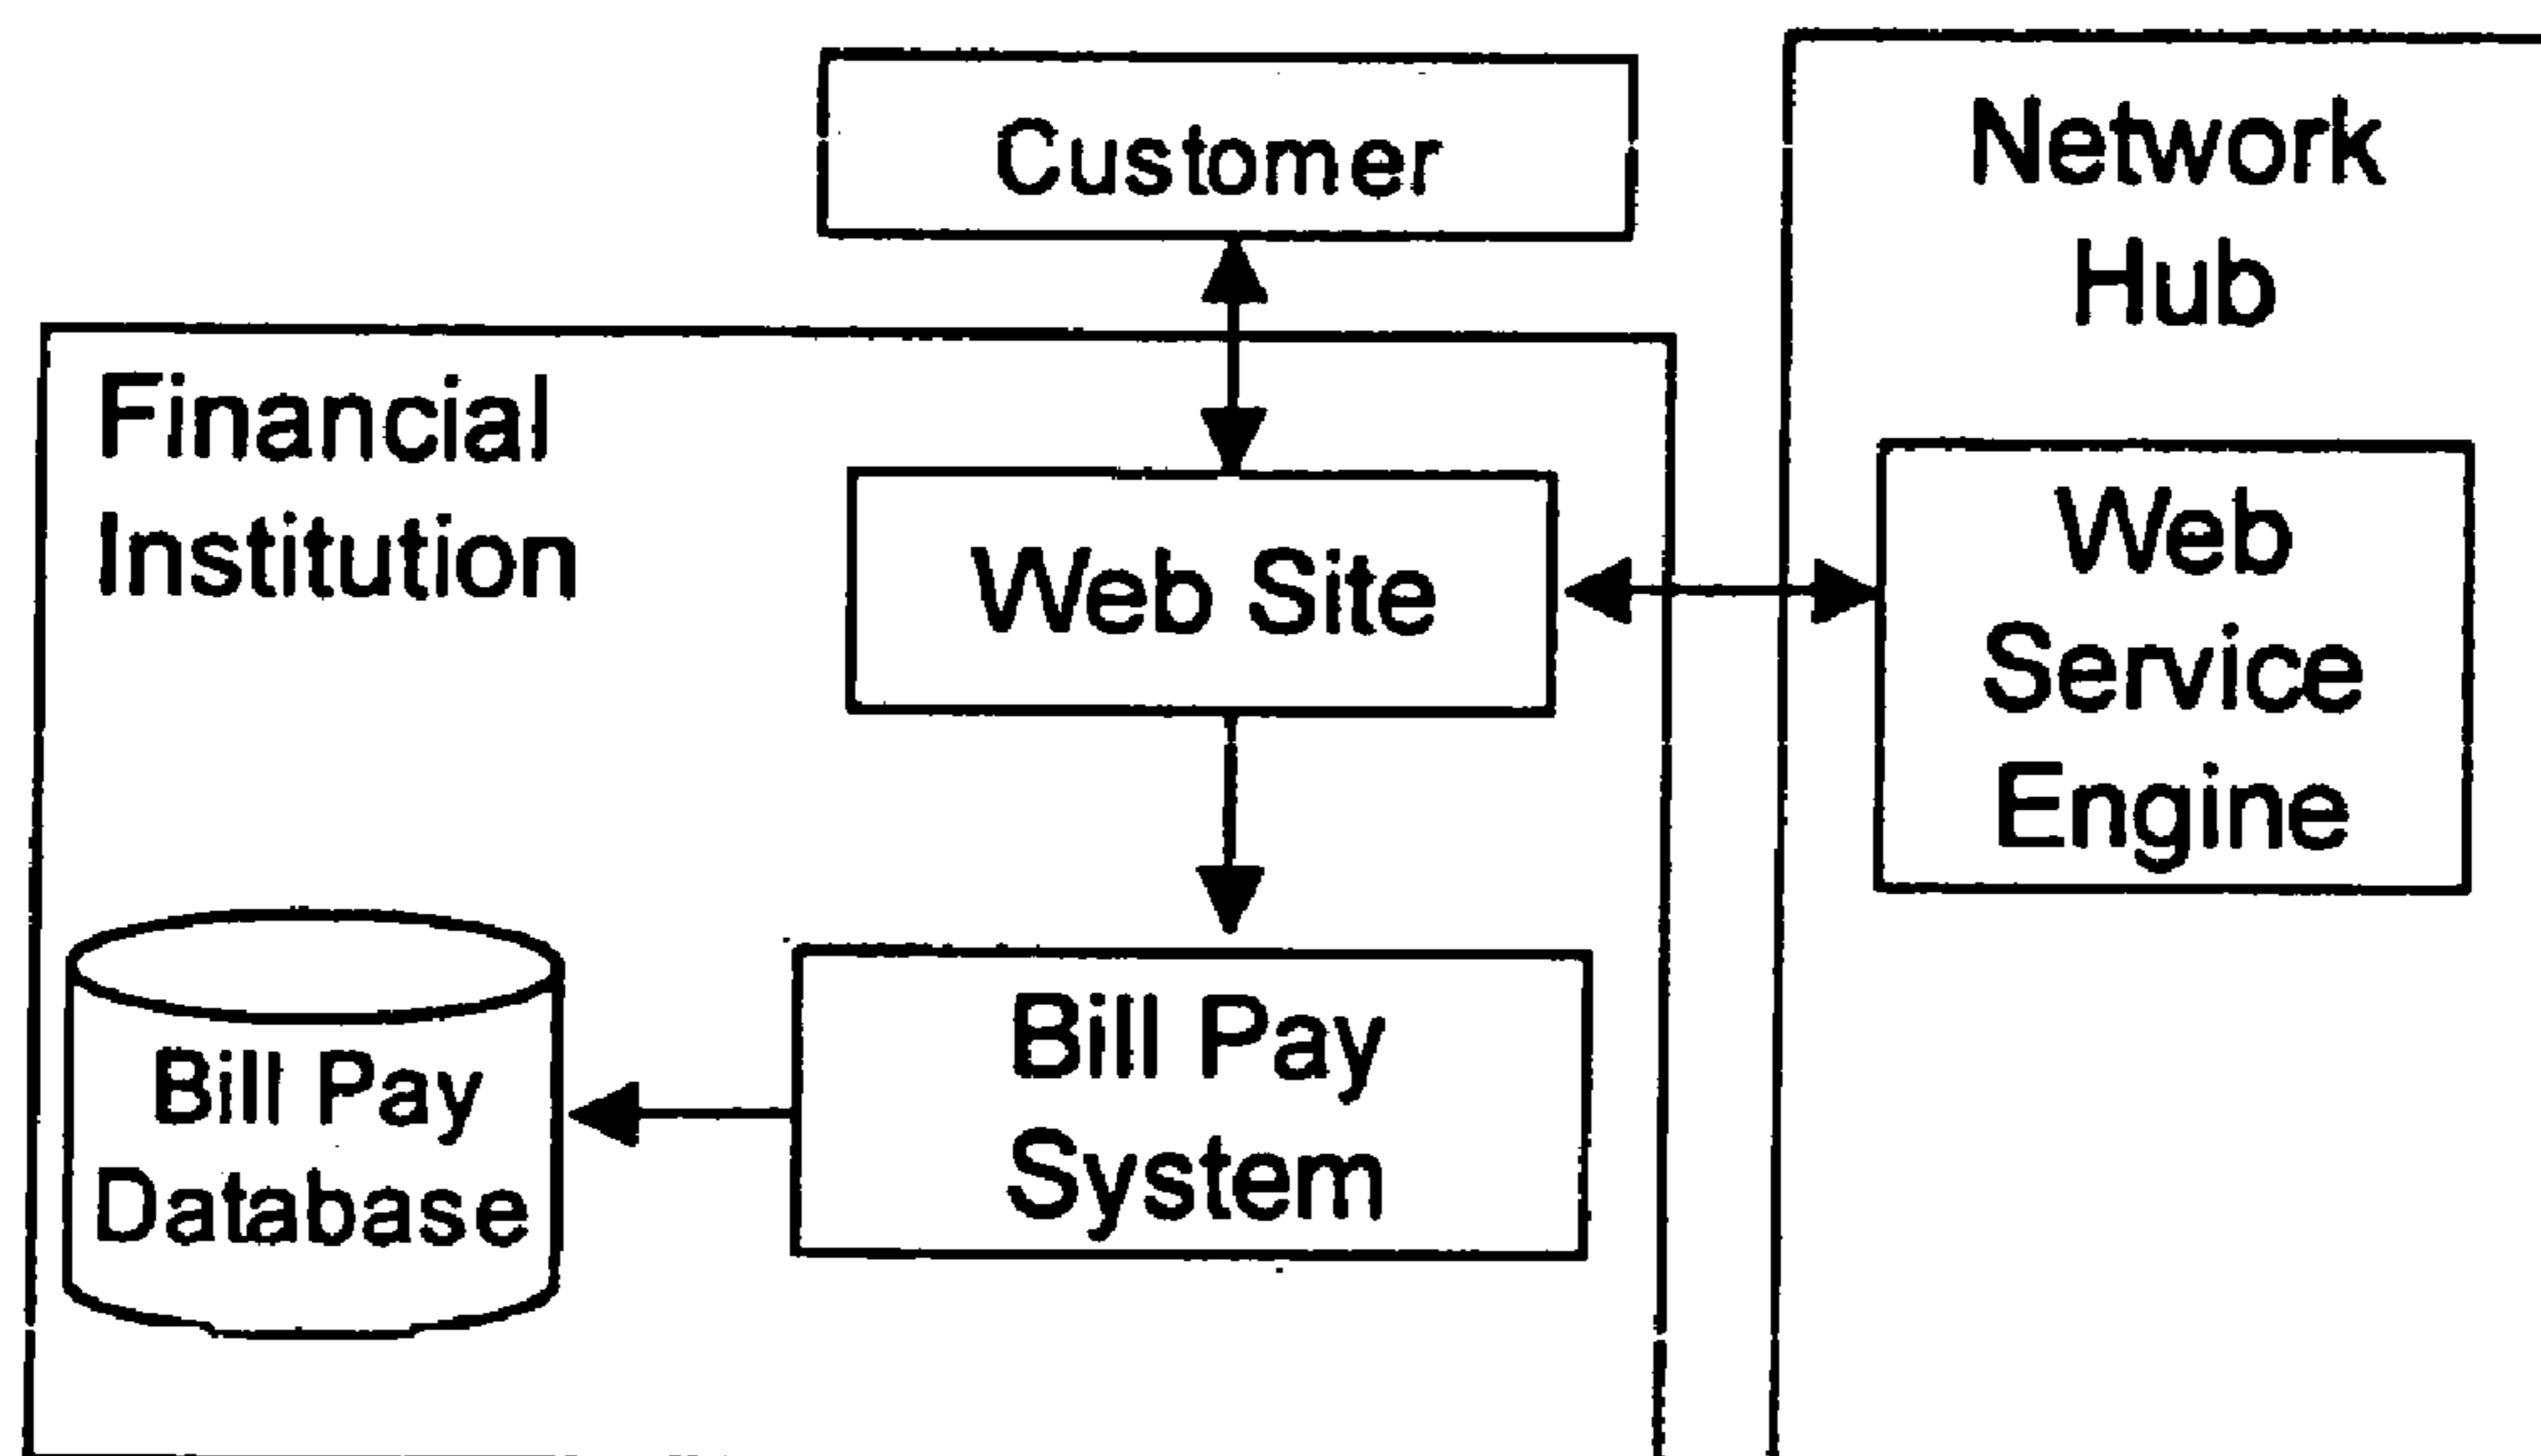 Customer
Network
Hub
Financial
Institution
Web Site
Web
Service
Engine
Bill Pay
System
Bill Pay
Database